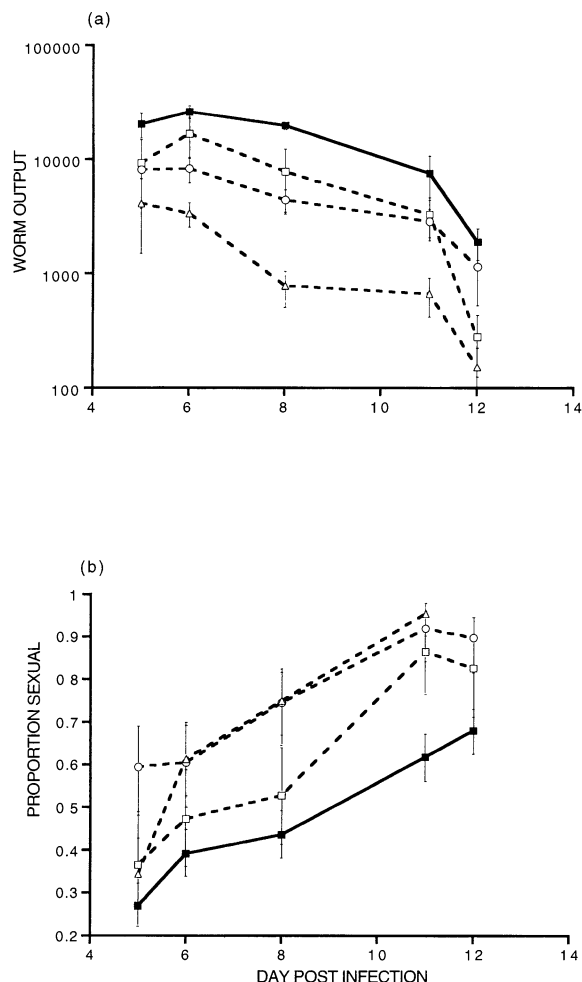 (a)
100000
10000
1000
100
WORM OUTPUT
4 6 8 10 12 14
(b)
1
0.9
0.8
0.7
0.6
0 5
0.4
0.3
0.2
PROPORTION SEXUAL
4 6 8 10 12 14
DAY POST INFECTION